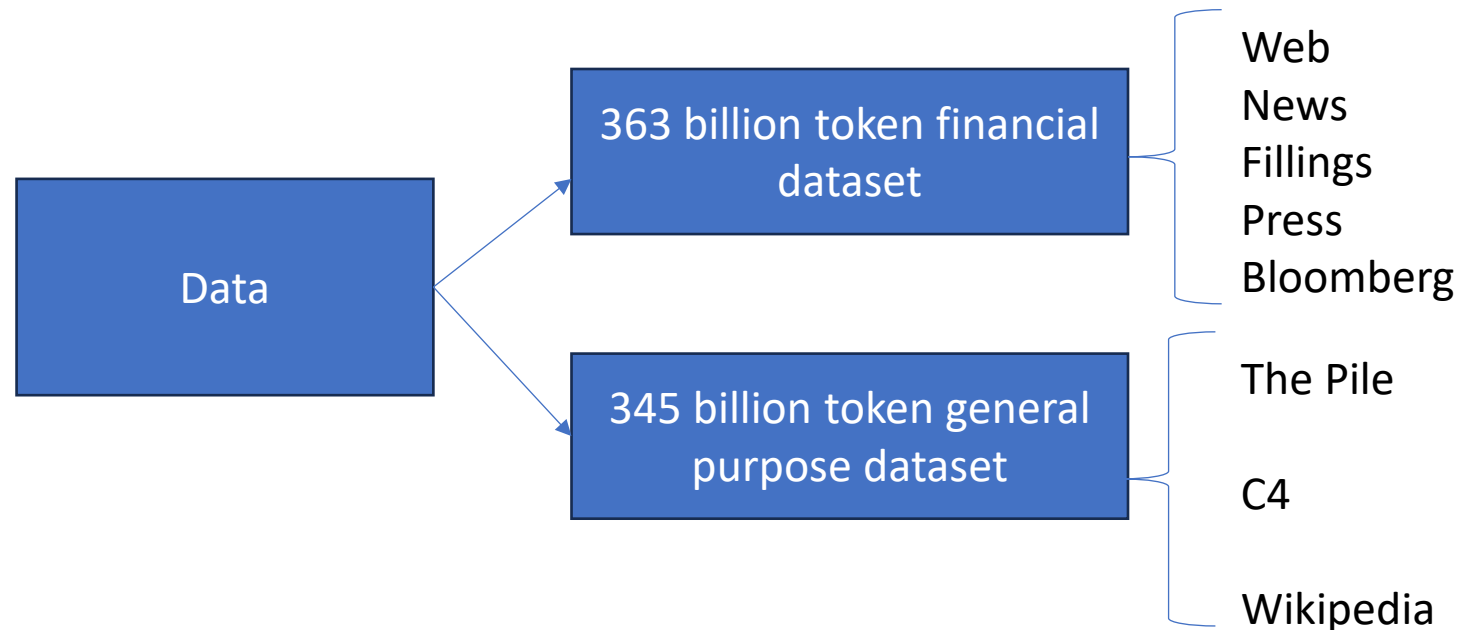 Data
363 billion token financial
dataset
Web
News
Fillings
Press
Bloomberg
345 billion token general
purpose dataset
The Pile
C4
Wikipedia